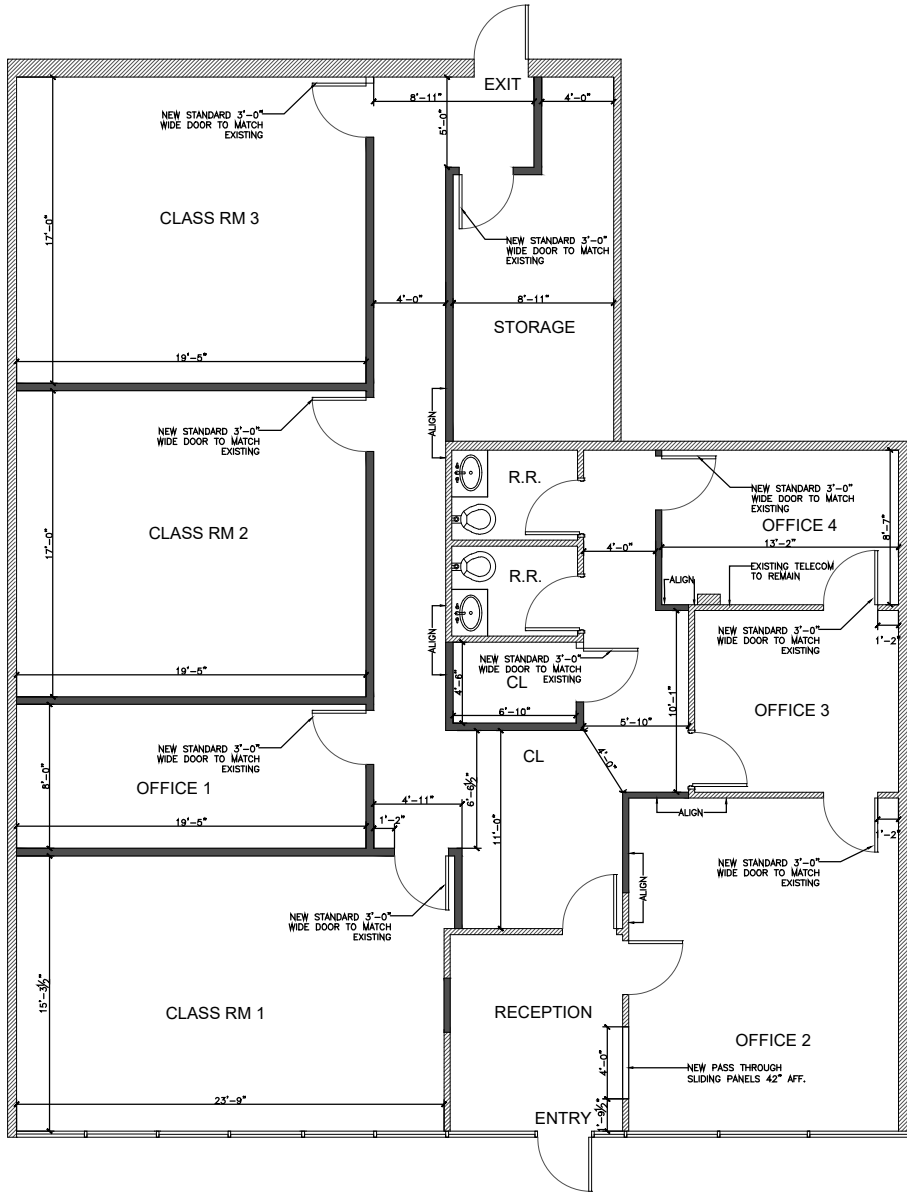 EXIT
8'-11"
4'-0"
NEW STANDARD 3'-0"
WIDE DOOR TO MATCH
EXISTING
5'-0"
17'-0"
CLASS RM 3
NEW STANDARD 3'-0"
WIDE DOOR TO MATCH
EXISTING
4'-0"
8'-11"
STORAGE
19'-5"
NEW STANDARD 3'-0"
WIDE DOOR TO MATCH
EXISTING
ALIGN
R.R.
NEW STANDARD 3'-0"
WIDE DOOR TO MATCH
EXISTING
OFFICE 4
8'-7"
CLASS RM 2
17'-0"
4'-0"
13'-2"
R.R.
ALIGN
EXISTING TELECOM
TO REMAIN
ALIGN
NEW STANDARD 3'-0"
WIDE DOOR TO MATCH
EXISTING
1'-2"
19'-5"
NEW STANDARD 3'-0"
WIDE DOOR TO MATCH
EXISTING
CL
4'-6"
6'-10"
10'-1"
5'-10"
OFFICE 3
NEW STANDARD 3'-0"
WIDE DOOR TO MATCH
EXISTING
CL
4'-0"
8'-0"
OFFICE 1
6'-6½"
4'-11"
1'-2"
19'-5"
11'-0"
ALIGN
1'-2"
NEW STANDARD 3'-0"
WIDE DOOR TO MATCH
EXISTING
ALIGN
NEW STANDARD 3'-0"
WIDE DOOR TO MATCH
EXISTING
15'-3½"
CLASS RM 1
RECEPTION
OFFICE 2
4'-0"
NEW PASS THROUGH
SLIDING PANELS 42" AFF.
23'-9"
ENTRY
1'-9½"